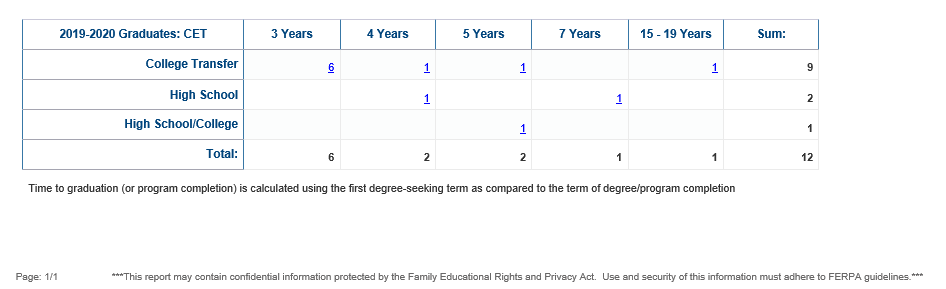 2019-2020 Graduates: CET 3 Years 4 Years 5 Years 7 Years 15 - 19 Years Sum:
College Transfer 6 1 1 1 9
High School 1 1 2
High School/College 1 1
Total: 6 2 2 1 1 12
Time to graduation (or program completion) is calculated using the first degree-seeking term as compared to the term of degree/program completion
Page: 1/1 ***This report may contain confidential information protected by the Family Educational Rights and Privacy Act. Use and security of this information must adhere to FERPA guidelines.***